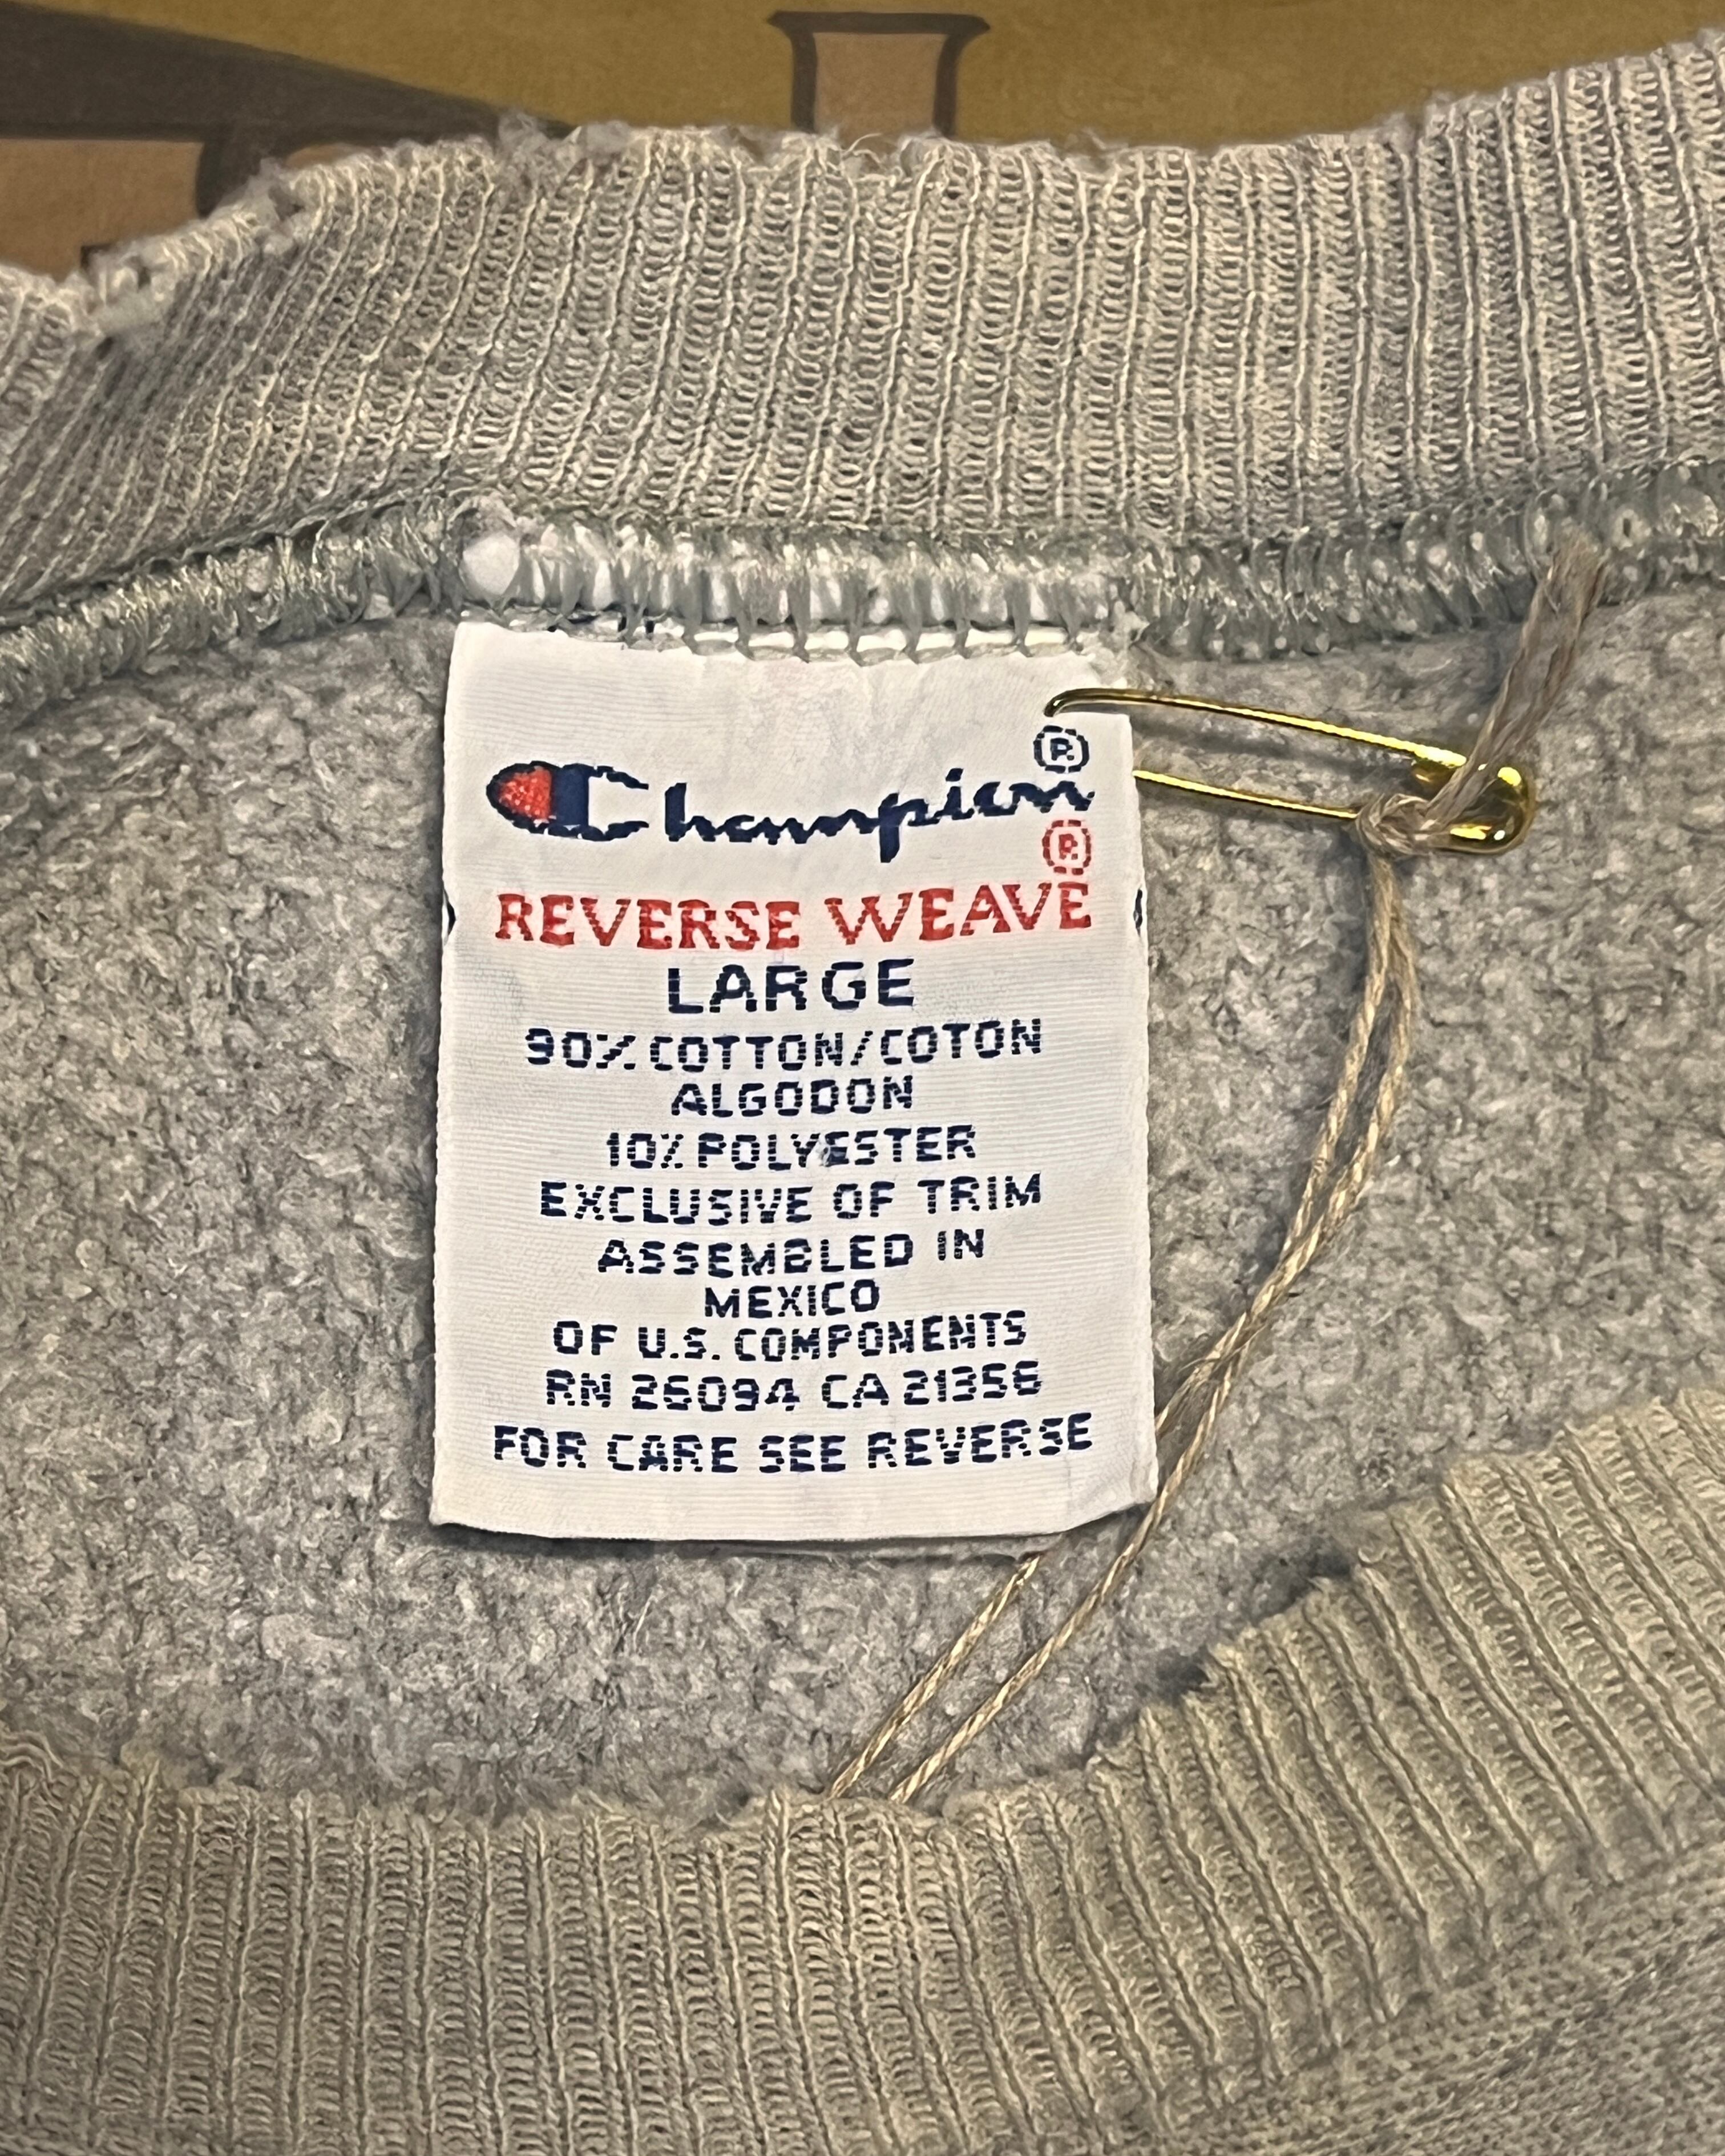 Champion®
REVERSE WEAVE®
LARGE
90% COTTON/COTON
ALGODON
10% POLYESTER
EXCLUSIVE OF TRIM
ASSEMBLED IN
MEXICO
OF U.S. COMPONENTS
RN 26094 CA 21356
FOR CARE SEE REVERSE